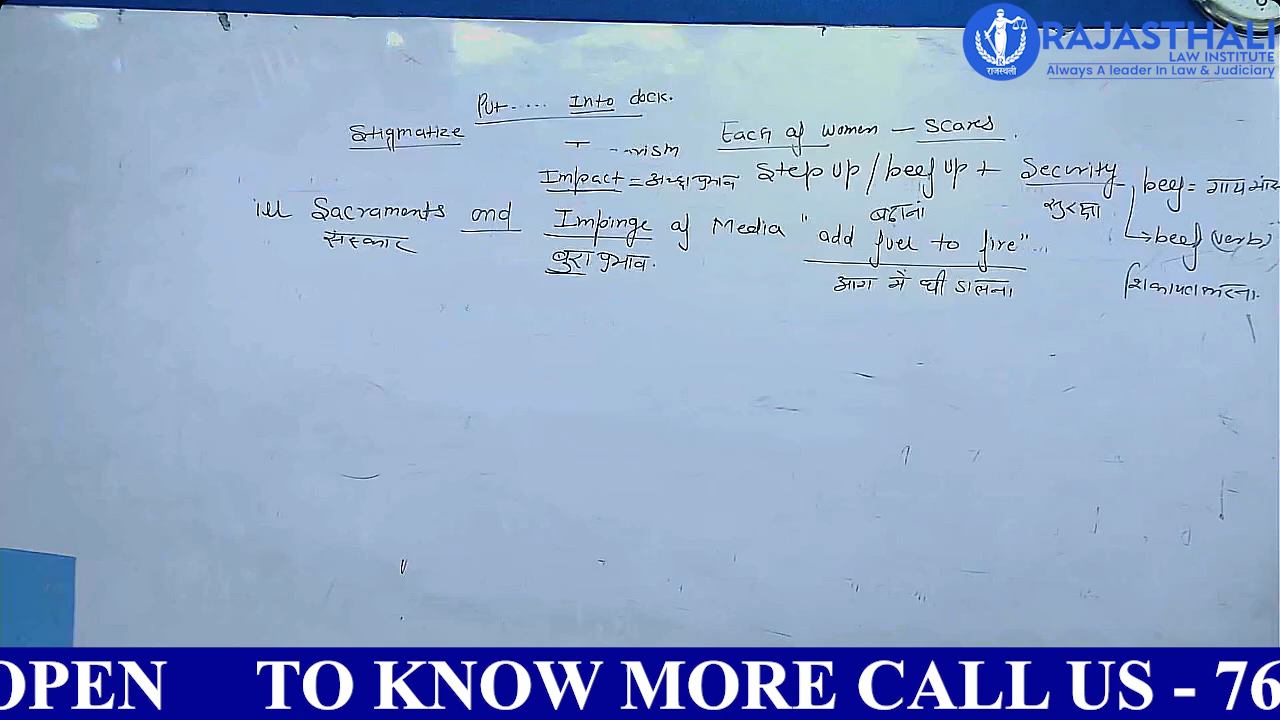 RAJASTHALI
LAW INSTITUTE
Always A leader In Law & Judiciary
राजस्थली
Put..... Into dock.
Stigmatize
Each of women – Scares.
Impact = अच्छा प्रभाव
Step up / beef up + Security
beef = गाय मांस
बढ़ाना
सुरक्षा
ill Sacraments and Impinge of Media "add fuel to fire"...
→ beef (verb)
संस्कार
बुरा प्रभाव.
आग में घी डालना
शिकायत करना.
OPEN TO KNOW MORE CALL US - 76